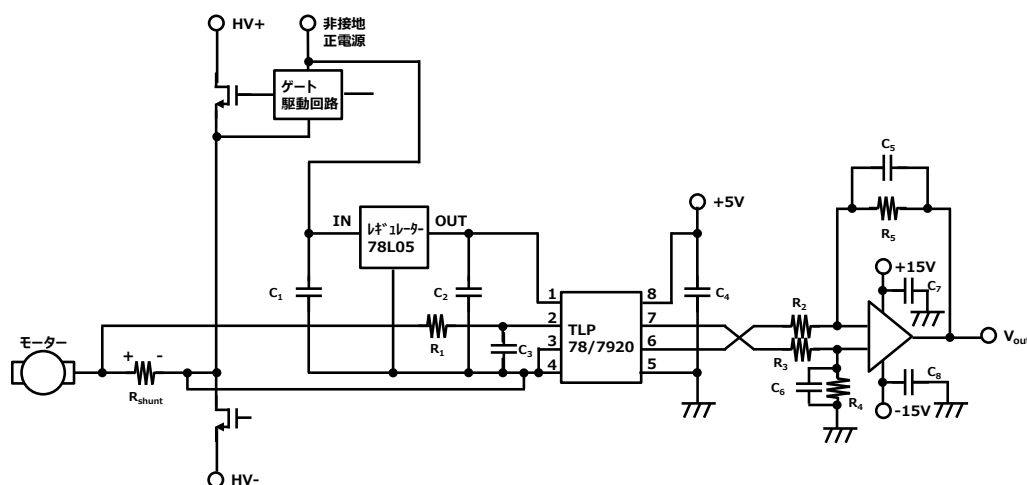 HV+
非接地
正電源
ゲート
駆動回路
+5V
C₅
R₅
IN
レギュレーター
78L05
OUT
+15V
C₇
C₁
C₂
1
8
C₄
TLP
78/7920
2
7
R₂
R₁
3
6
C₃
R₃
Vout
4
5
モーター
+
-
Rshunt
C₆
R₄
C₈
-15V
HV-